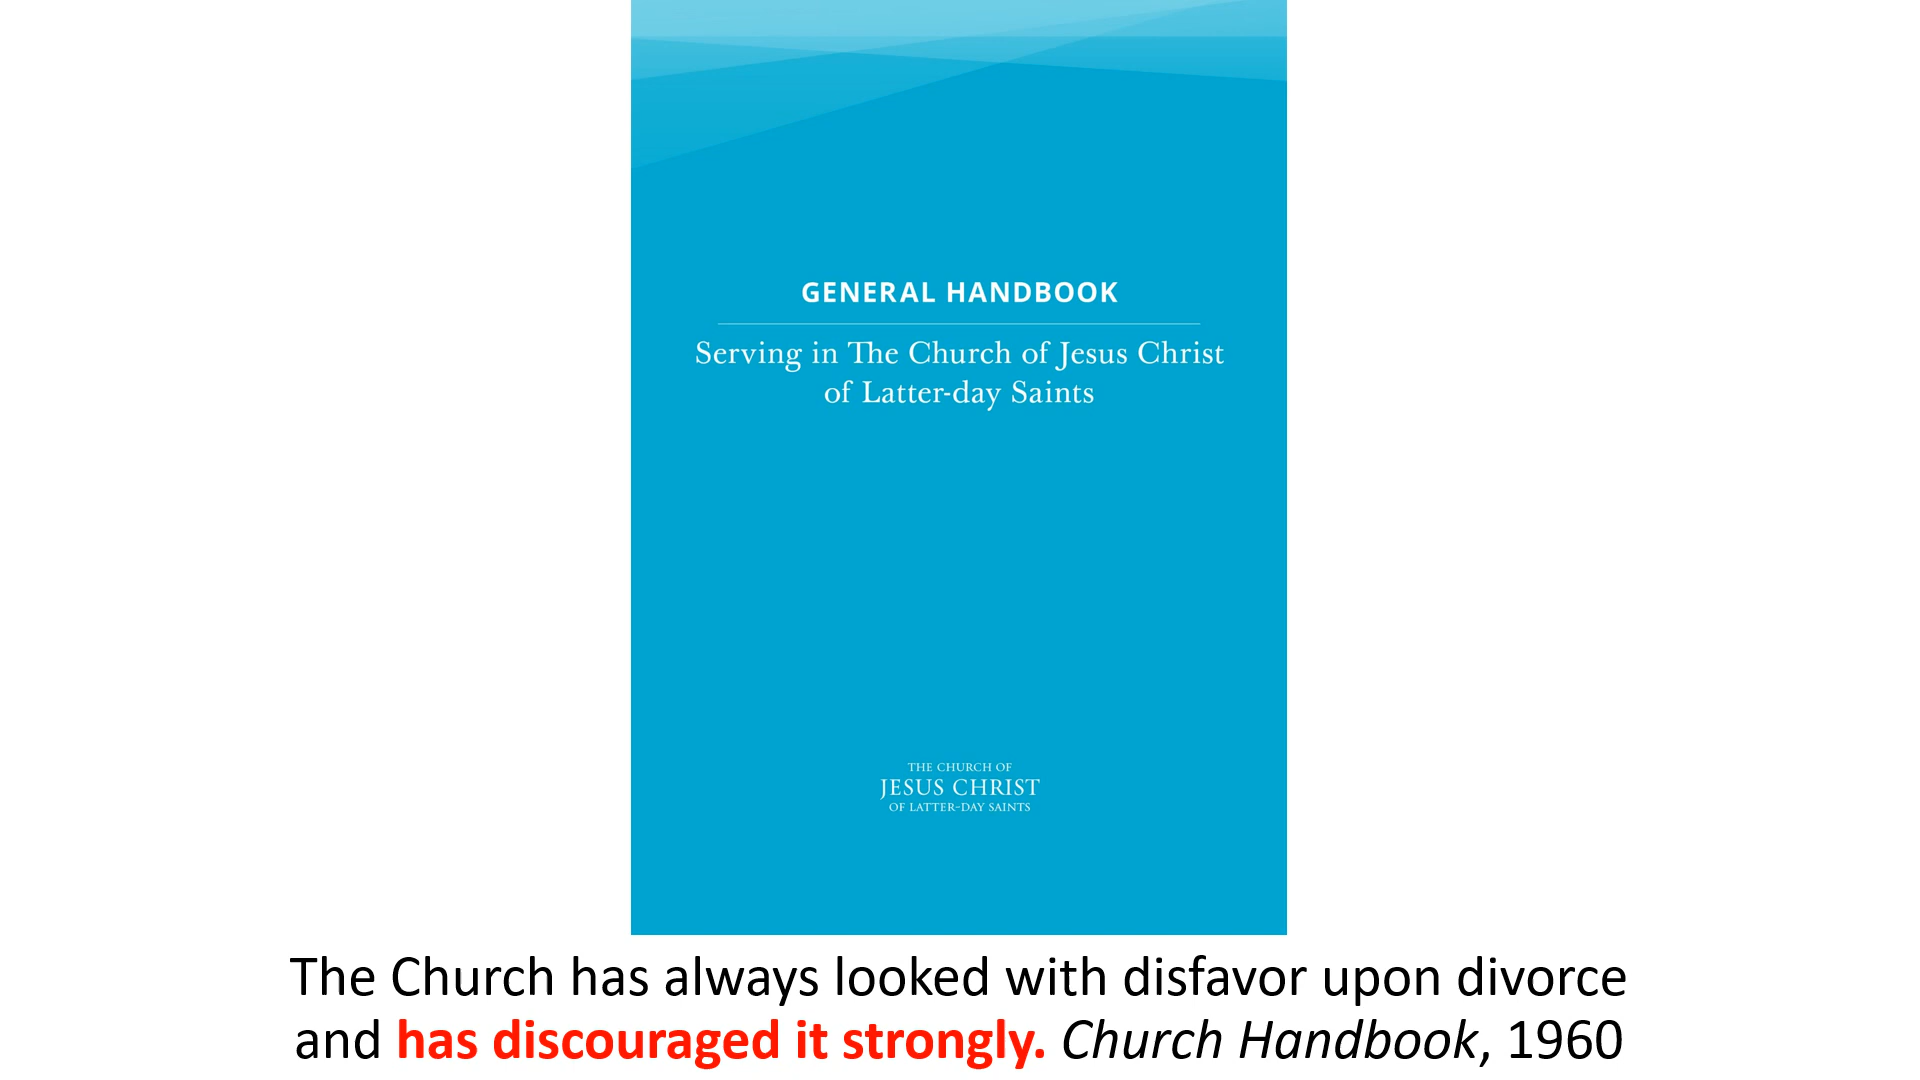 GENERAL HANDBOOK
Serving in The Church of Jesus Christ
of Latter-day Saints
THE CHURCH OF
JESUS CHRIST
OF LATTER-DAY SAINTS
The Church has always looked with disfavor upon divorce
and has discouraged it strongly. Church Handbook, 1960